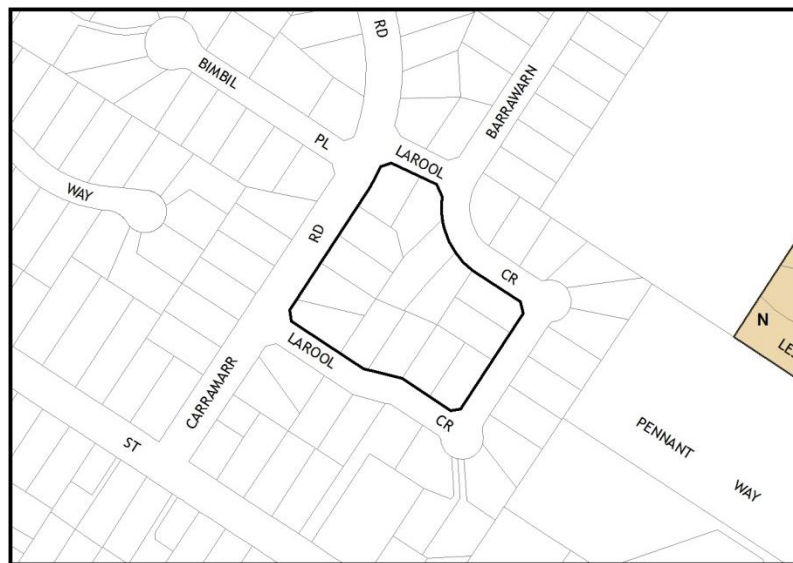 RD
BIMBIL
PL
BARRAWARN
LAROOL
WAY
RD
CR
N
LAROOL
CARRAMARR
CR
PENNANT
WAY
ST